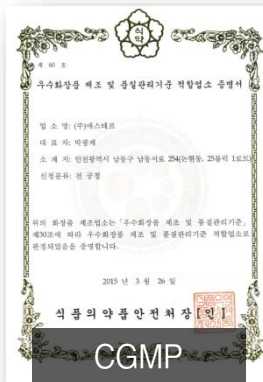 식약
제 60 호
우수화장품 제조 및 품질관리기준 적합업소 증명서
업 소 명: (주)에스테르
대 표 자: 박광제
소 재 지: 인천광역시 남동구 남동서로 254(논현동, 25블럭 1로트)
신청분류: 전 공정
위의 화장품 제조업소는「우수화장품 제조 및 품질관리기준」
제30조에 따라 우수화장품 제조 및 품질관리기준 적합업소로
판정되었음을 증명합니다.
2015 년 3 월 26 일
식품의약품안전처장 [인]
CGMP